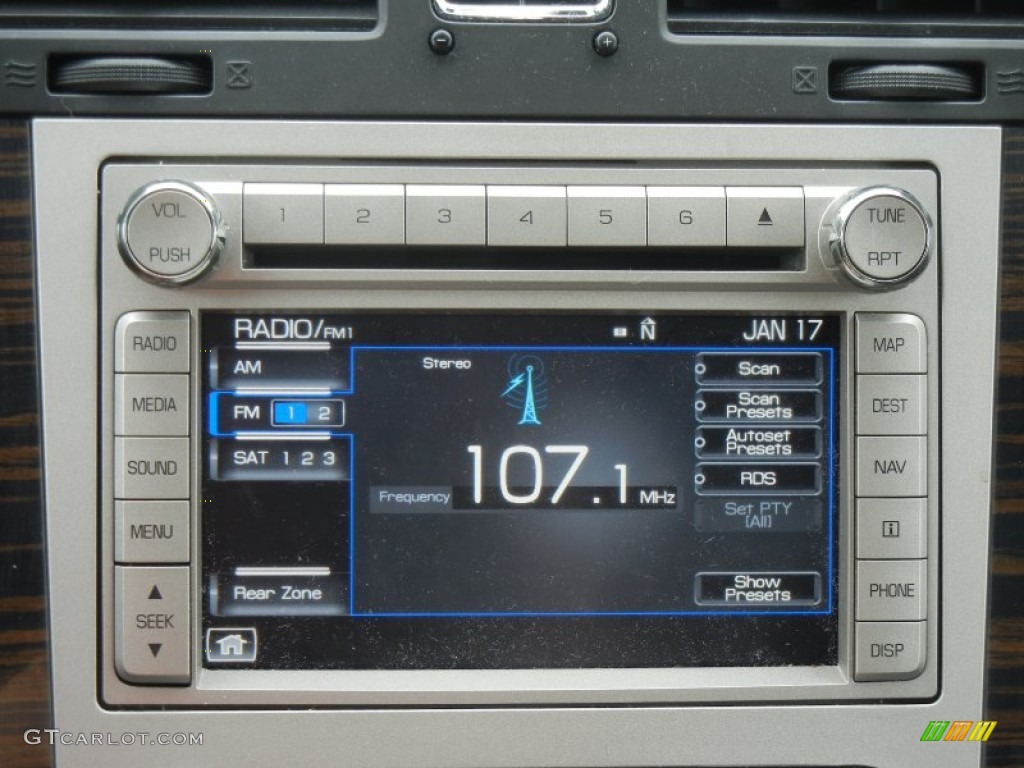 - +
VOL
PUSH
1 2 3 4 5 6
TUNE
RPT
RADIO
MEDIA
SOUND
MENU
SEEK
RADIO/FM1
N
JAN 17
AM
FM 1 2
SAT 1 2 3
Rear Zone
Stereo
107.1
Frequency
MHz
Scan
Scan
Presets
Autoset
Presets
RDS
Set PTY
[All]
Show
Presets
MAP
DEST
NAV
i
PHONE
DISP
GTcarlot.com